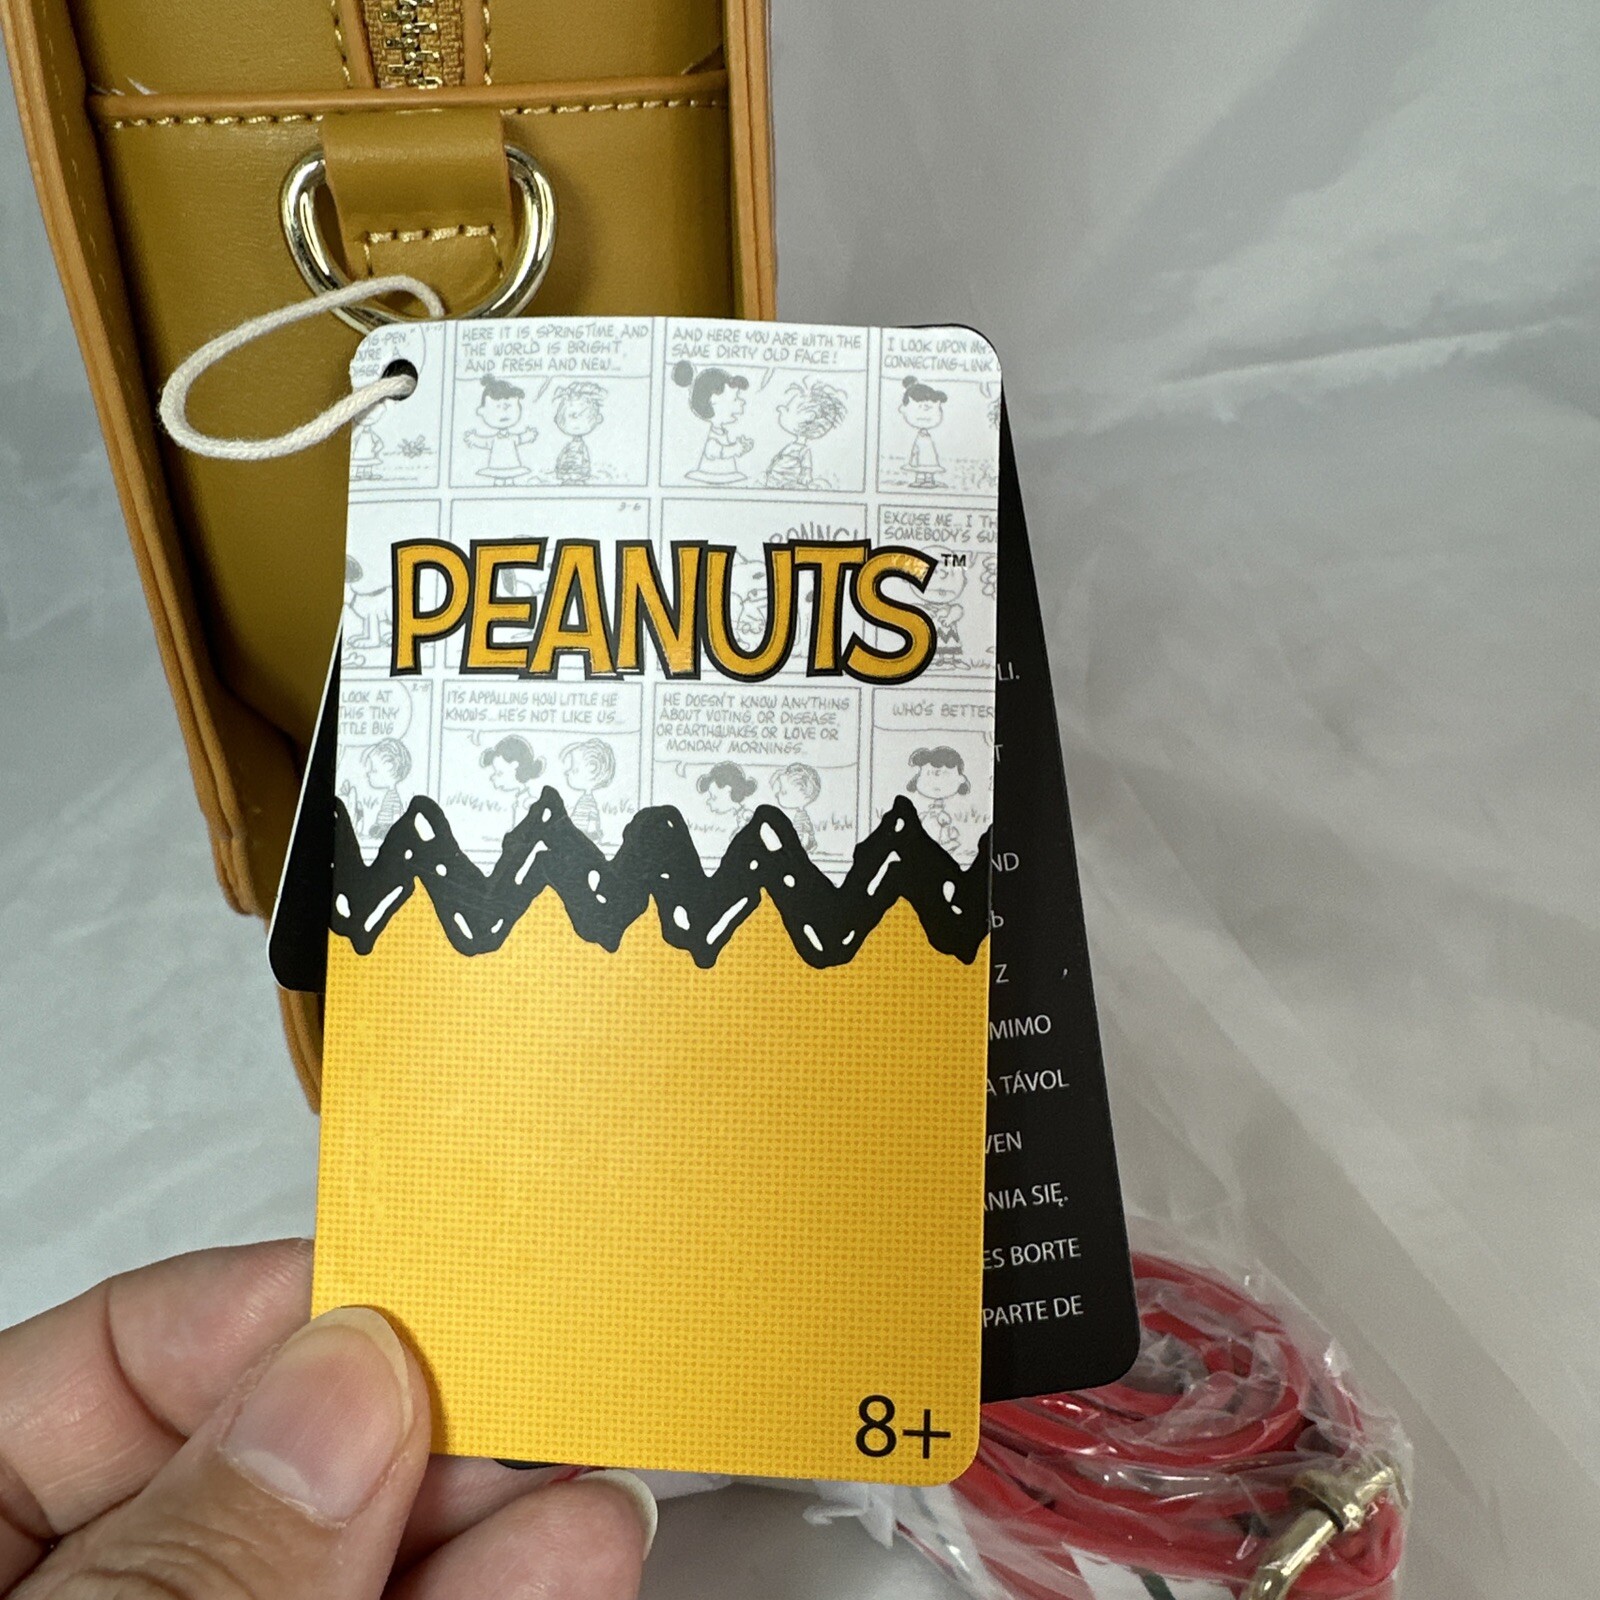 HERE IT IS, SPRINGTIME, AND
THE WORLD IS BRIGHT,
AND FRESH AND NEW...
AND HERE YOU ARE WITH THE
SAME DIRTY OLD FACE!
I LOOK UPON
CONNECTING-LINK
3-6
EXCUSE ME... I
SOMEBODY'S
PEANUTS™
LOOK AT
THIS TINY
BUG
IT'S APPALLING HOW LITTLE HE
KNOWS...HE'S NOT LIKE US...
HE DOESN'T KNOW ANYTHING
ABOUT VOTING, OR DISEASE,
OR EARTHQUAKES, OR LOVE OR
MONDAY MORNINGS...
WHO'S BETTER
8+
LI.
T
ND
Z ,
MIMO
A TÁVOL
VEN
ANIA SIĘ.
ES BORTE
PARTE DE